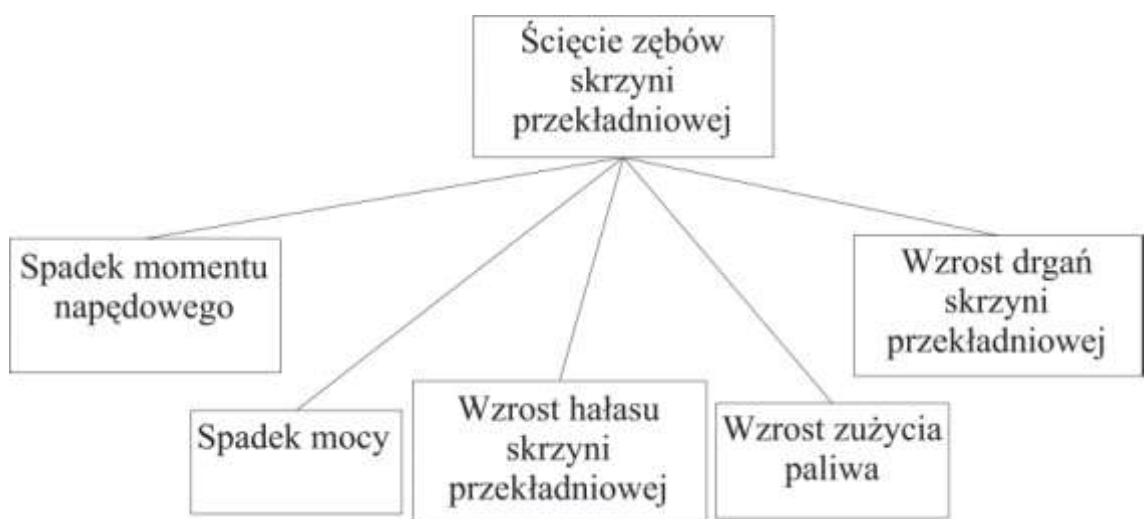 Ścięcie zębów
skrzyni
przekładniowej
Spadek momentu
napędowego
Wzrost drgań
skrzyni
przekładniowej
Spadek mocy
Wzrost hałasu
skrzyni
przekładniowej
Wzrost zużycia
paliwa